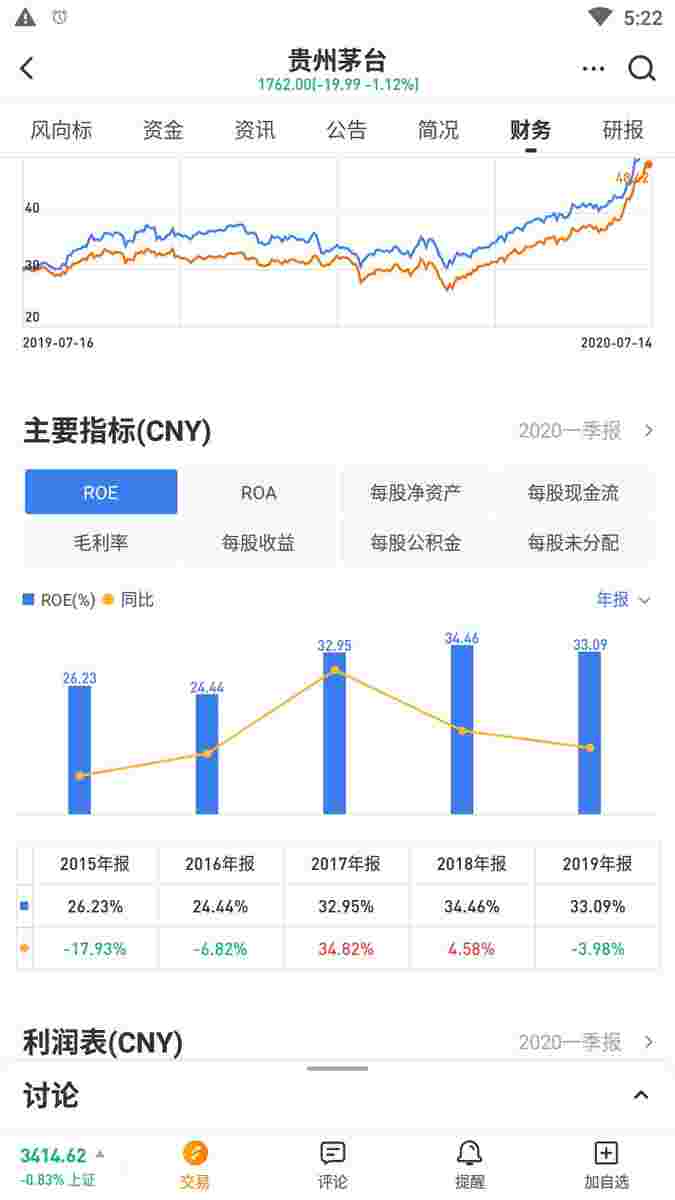 5:22
贵州茅台
1762.00(-19.99 -1.12%)
风向标 资金 资讯 公告 简况 财务 研报
40
30
20
2019-07-16 2020-07-14
主要指标(CNY) 2020一季报
ROE ROA 每股净资产 每股现金流
毛利率 每股收益 每股公积金 每股未分配
ROE(%) 同比 年报
26.23 24.44 32.95 34.46 33.09
2015年报 2016年报 2017年报 2018年报 2019年报
26.23% 24.44% 32.95% 34.46% 33.09%
-17.93% -6.82% 34.82% 4.58% -3.98%
利润表(CNY) 2020一季报
讨论
3414.62
-0.83% 上证
交易 评论 提醒 加自选